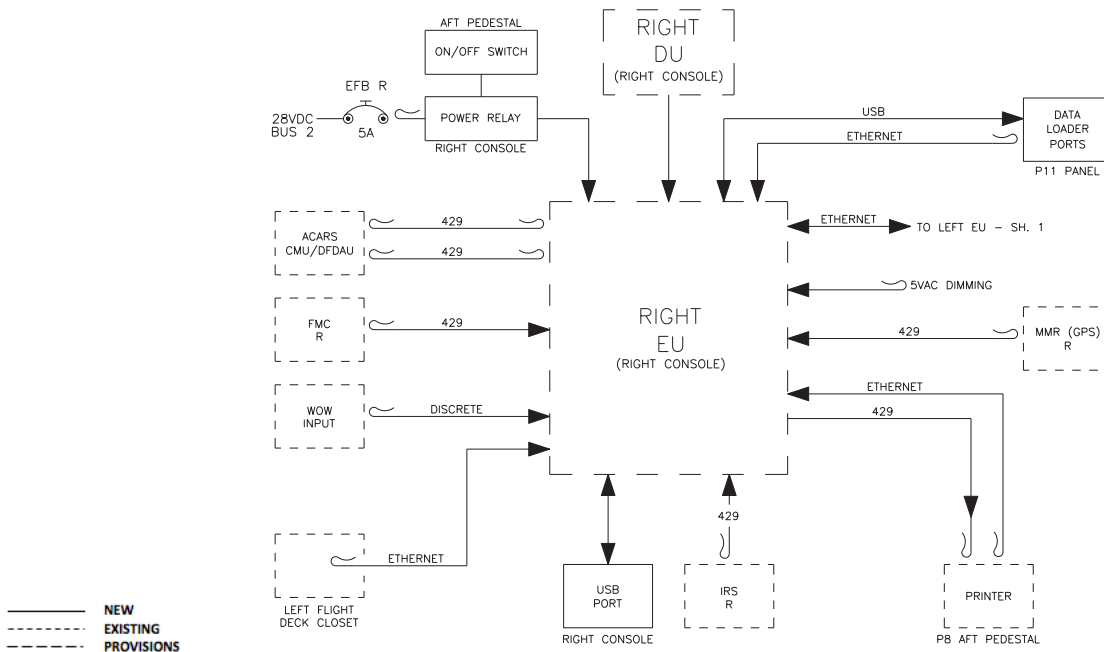 AFT PEDESTAL
ON/OFF SWITCH
EFB R
28VDC
BUS 2
5A
POWER RELAY
RIGHT CONSOLE
RIGHT
DU
(RIGHT CONSOLE)
USB
ETHERNET
DATA
LOADER
PORTS
P11 PANEL
ACARS
CMU/DFDAU
429
429
ETHERNET
TO LEFT EU - SH. 1
5VAC DIMMING
FMC
R
429
RIGHT
EU
(RIGHT CONSOLE)
429
MMR (GPS)
R
WOW
INPUT
DISCRETE
ETHERNET
429
ETHERNET
LEFT FLIGHT
DECK CLOSET
USB
PORT
RIGHT CONSOLE
429
IRS
R
PRINTER
P8 AFT PEDESTAL
NEW
EXISTING
PROVISIONS